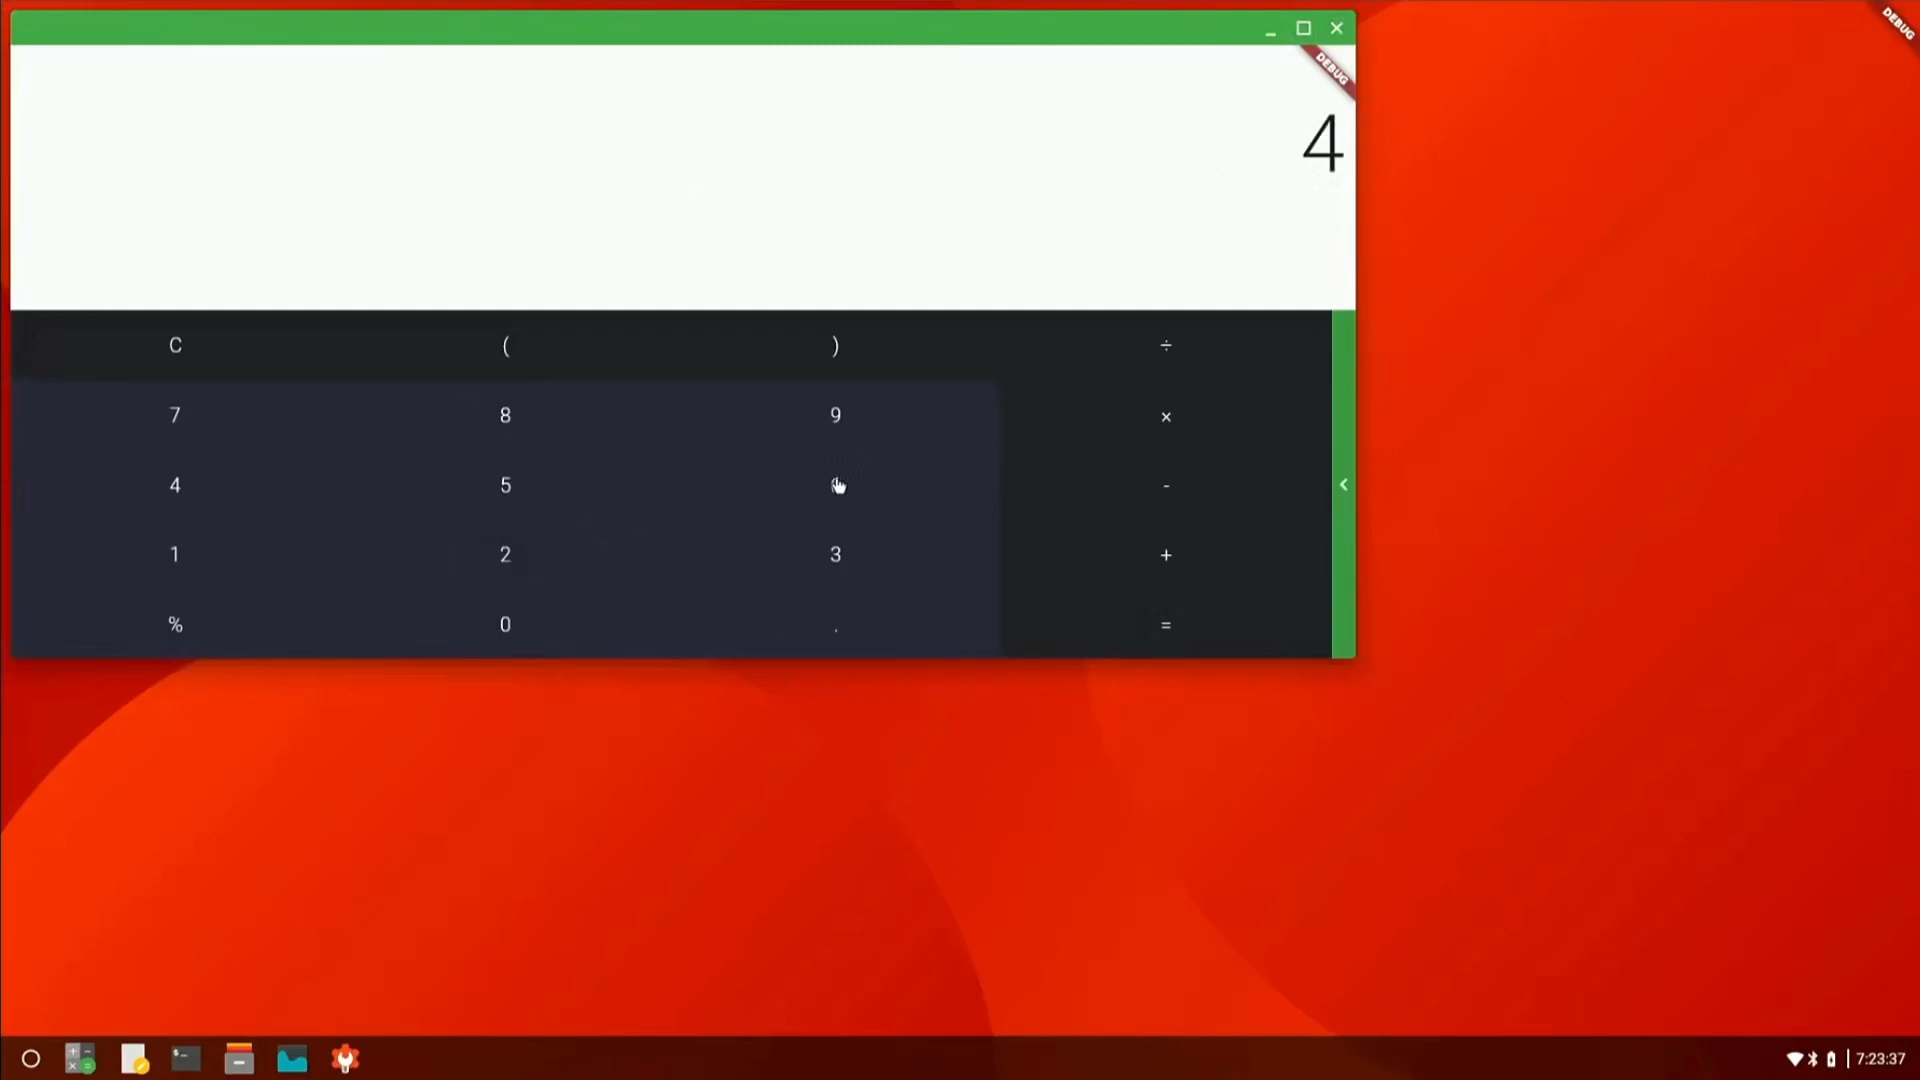 DEBUG
DEBUG
4
C ( ) ÷
7 8 9 ×
4 5 -
1 2 3 +
% 0 . =
7:23:37